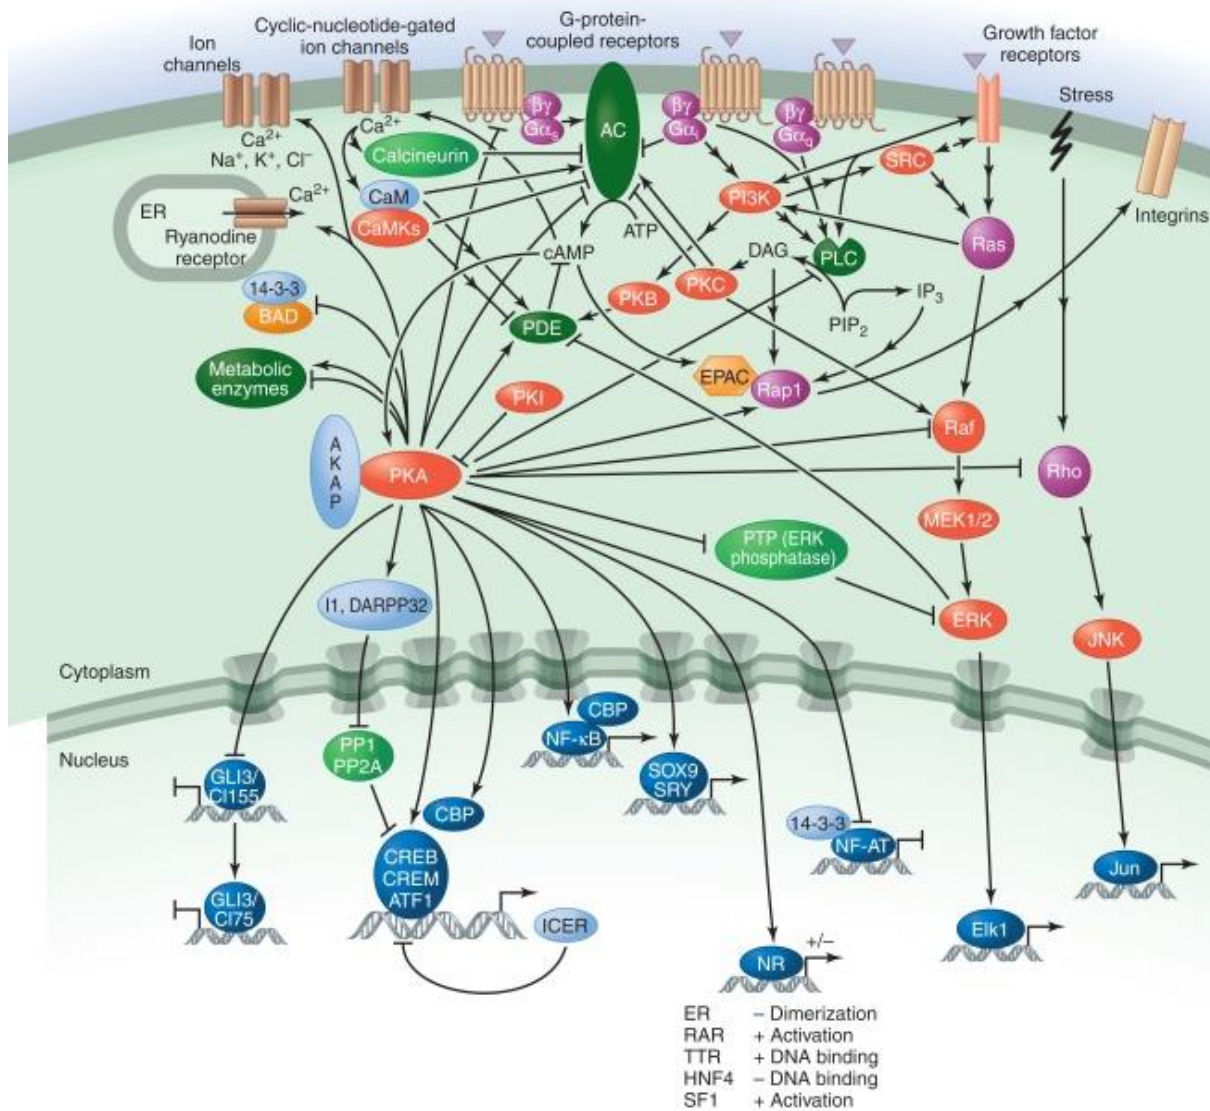 Ion
channels
Cyclic-nucleotide-gated
ion channels
G-protein-
coupled receptors
Growth factor
receptors
Stress
Ca2+
Na+, K+, Cl−
Ca2+
Calcineurin
CaM
CaMKs
βγ
Gαs
AC
βγ
Gαi
βγ
Gαq
SRC
PI3K
Integrins
ER
Ca2+
Ryanodine
receptor
cAMP
ATP
DAG
PLC
Ras
14-3-3
BAD
PKB
PKC
IP3
PIP2
PDE
Metabolic
enzymes
PKI
EPAC
Rap1
Raf
A
K
A
P
PKA
Rho
MEK1/2
PTP (ERK
phosphatase)
I1, DARPP32
ERK
JNK
Cytoplasm
Nucleus
PP1
PP2A
CBP
NF-κB
GLI3/
CI155
SOX9
SRY
CBP
14-3-3
NF-AT
CREB
CREM
ATF1
Jun
GLI3/
CI75
ICER
Elk1
+/−
NR
ER – Dimerization
RAR + Activation
TTR + DNA binding
HNF4 – DNA binding
SF1 + Activation